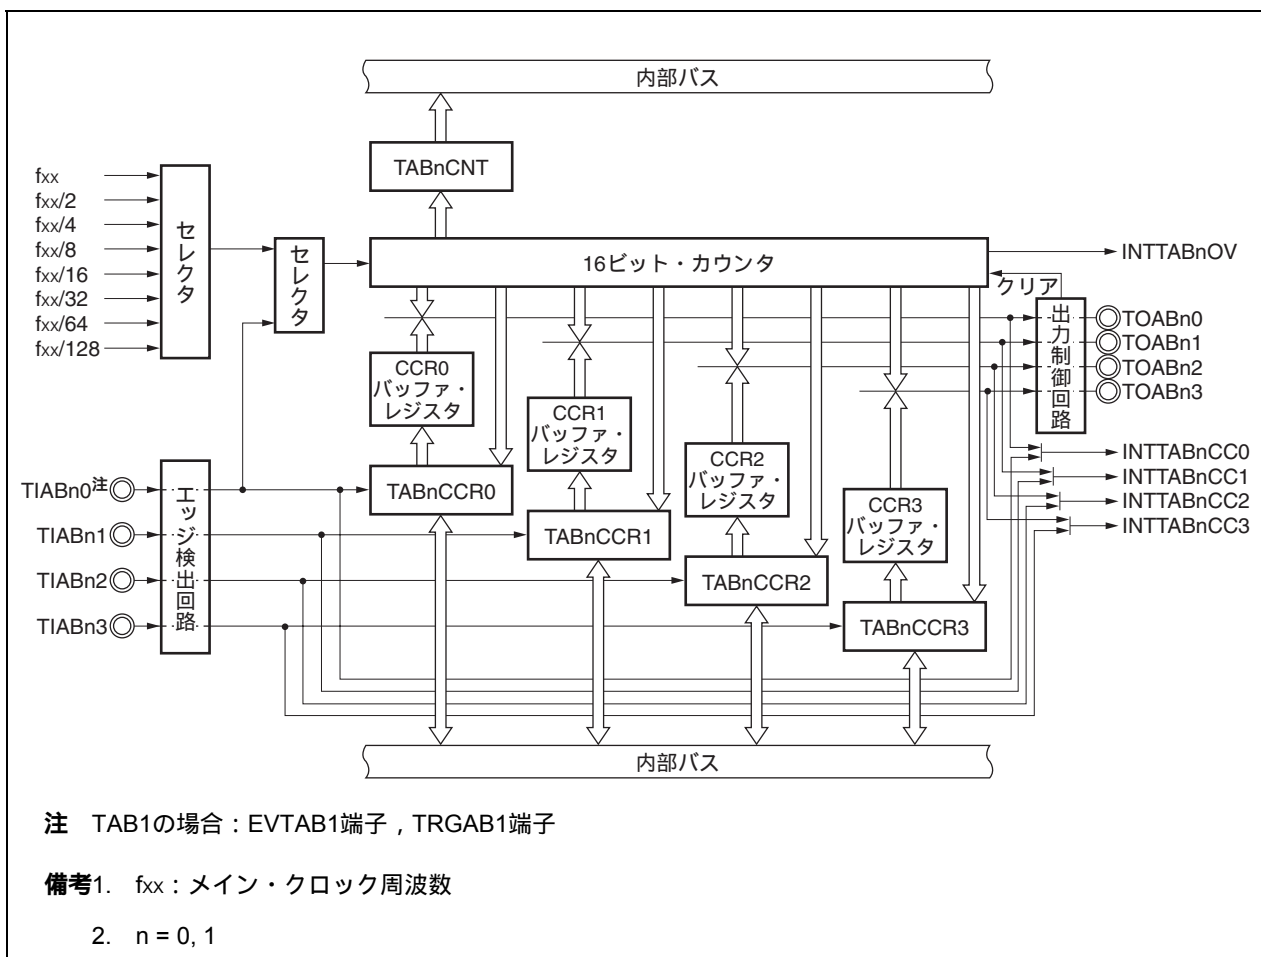 内部バス
TABnCNT
fxx
fxx/2
fxx/4
fxx/8
fxx/16
fxx/32
fxx/64
fxx/128
セレクタ
セレクタ
16ビット・カウンタ
INTTABnOV
クリア
出力制御回路
TOABn0
TOABn1
TOABn2
TOABn3
CCR0
バッファ・
レジスタ
CCR1
バッファ・
レジスタ
CCR2
バッファ・
レジスタ
CCR3
バッファ・
レジスタ
INTTABnCC0
INTTABnCC1
INTTABnCC2
INTTABnCC3
TIABn0注
TIABn1
TIABn2
TIABn3
エッジ検出回路
TABnCCR0
TABnCCR1
TABnCCR2
TABnCCR3
内部バス
注 TAB1の場合：EVTAB1端子，TRGAB1端子
備考1. fxx：メイン・クロック周波数
2. n = 0, 1